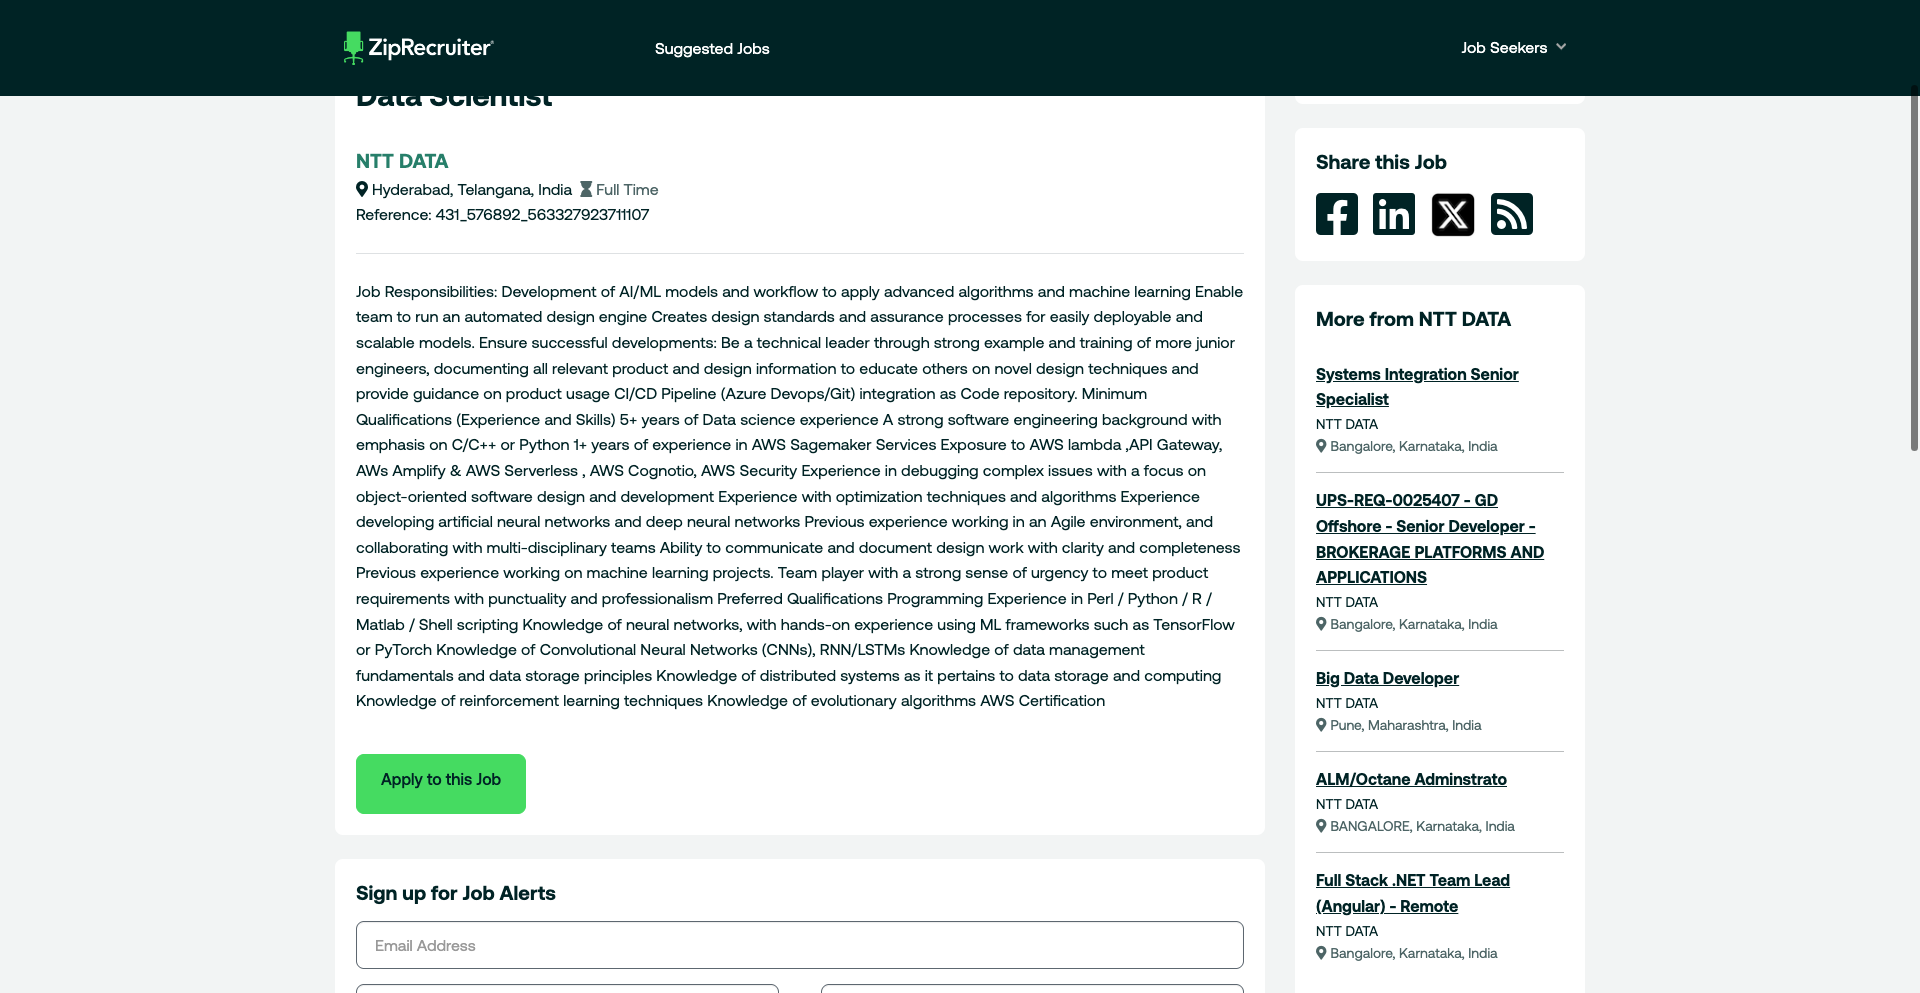 ZipRecruiter
Suggested Jobs
Job Seekers
Data Scientist
NTT DATA
Hyderabad, Telangana, India Full Time
Reference: 431_576892_563327923711107
Job Responsibilities: Development of AI/ML models and workflow to apply advanced algorithms and machine learning Enable
team to run an automated design engine Creates design standards and assurance processes for easily deployable and
scalable models. Ensure successful developments: Be a technical leader through strong example and training of more junior
engineers, documenting all relevant product and design information to educate others on novel design techniques and
provide guidance on product usage CI/CD Pipeline (Azure Devops/Git) integration as Code repository. Minimum
Qualifications (Experience and Skills) 5+ years of Data science experience A strong software engineering background with
emphasis on C/C++ or Python 1+ years of experience in AWS Sagemaker Services Exposure to AWS lambda ,API Gateway,
AWs Amplify & AWS Serverless , AWS Cognotio, AWS Security Experience in debugging complex issues with a focus on
object-oriented software design and development Experience with optimization techniques and algorithms Experience
developing artificial neural networks and deep neural networks Previous experience working in an Agile environment, and
collaborating with multi-disciplinary teams Ability to communicate and document design work with clarity and completeness
Previous experience working on machine learning projects. Team player with a strong sense of urgency to meet product
requirements with punctuality and professionalism Preferred Qualifications Programming Experience in Perl / Python / R /
Matlab / Shell scripting Knowledge of neural networks, with hands-on experience using ML frameworks such as TensorFlow
or PyTorch Knowledge of Convolutional Neural Networks (CNNs), RNN/LSTMs Knowledge of data management
fundamentals and data storage principles Knowledge of distributed systems as it pertains to data storage and computing
Knowledge of reinforcement learning techniques Knowledge of evolutionary algorithms AWS Certification
Apply to this Job
Sign up for Job Alerts
Email Address
Share this Job
More from NTT DATA
Systems Integration Senior
Specialist
NTT DATA
Bangalore, Karnataka, India
UPS-REQ-0025407 - GD
Offshore - Senior Developer -
BROKERAGE PLATFORMS AND
APPLICATIONS
NTT DATA
Bangalore, Karnataka, India
Big Data Developer
NTT DATA
Pune, Maharashtra, India
ALM/Octane Adminstrato
NTT DATA
BANGALORE, Karnataka, India
Full Stack .NET Team Lead
(Angular) - Remote
NTT DATA
Bangalore, Karnataka, India